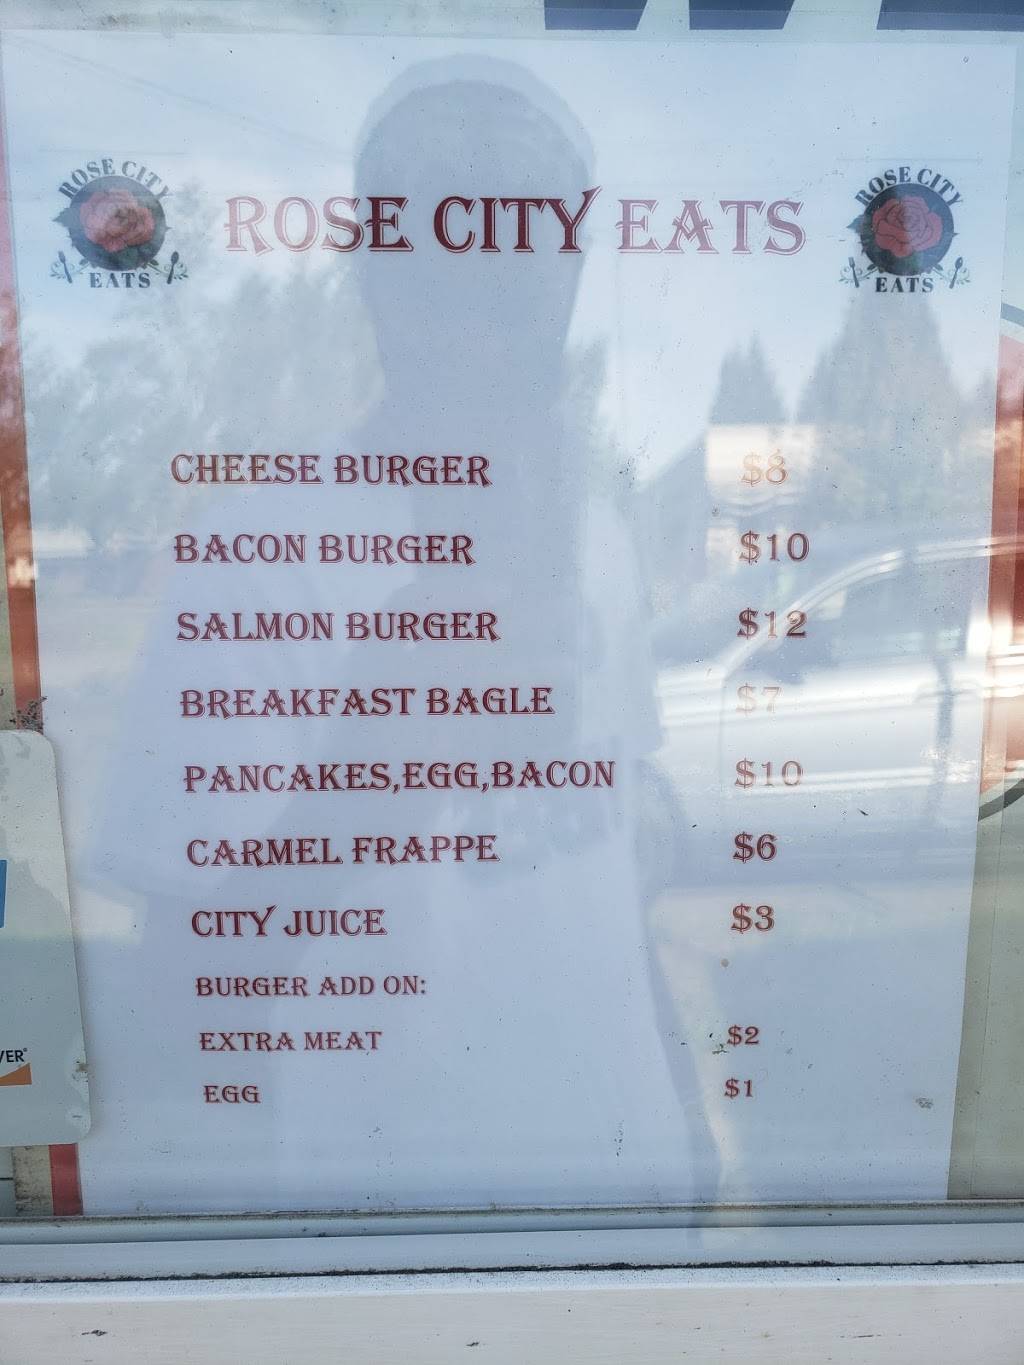 ROSE CITY
EATS
ROSE CITY EATS
ROSE CITY
EATS
CHEESE BURGER $8
BACON BURGER $10
SALMON BURGER $12
BREAKFAST BAGLE $7
PANCAKES,EGG,BACON $10
CARMEL FRAPPE $6
CITY JUICE $3
BURGER ADD ON:
EXTRA MEAT $2
EGG $1